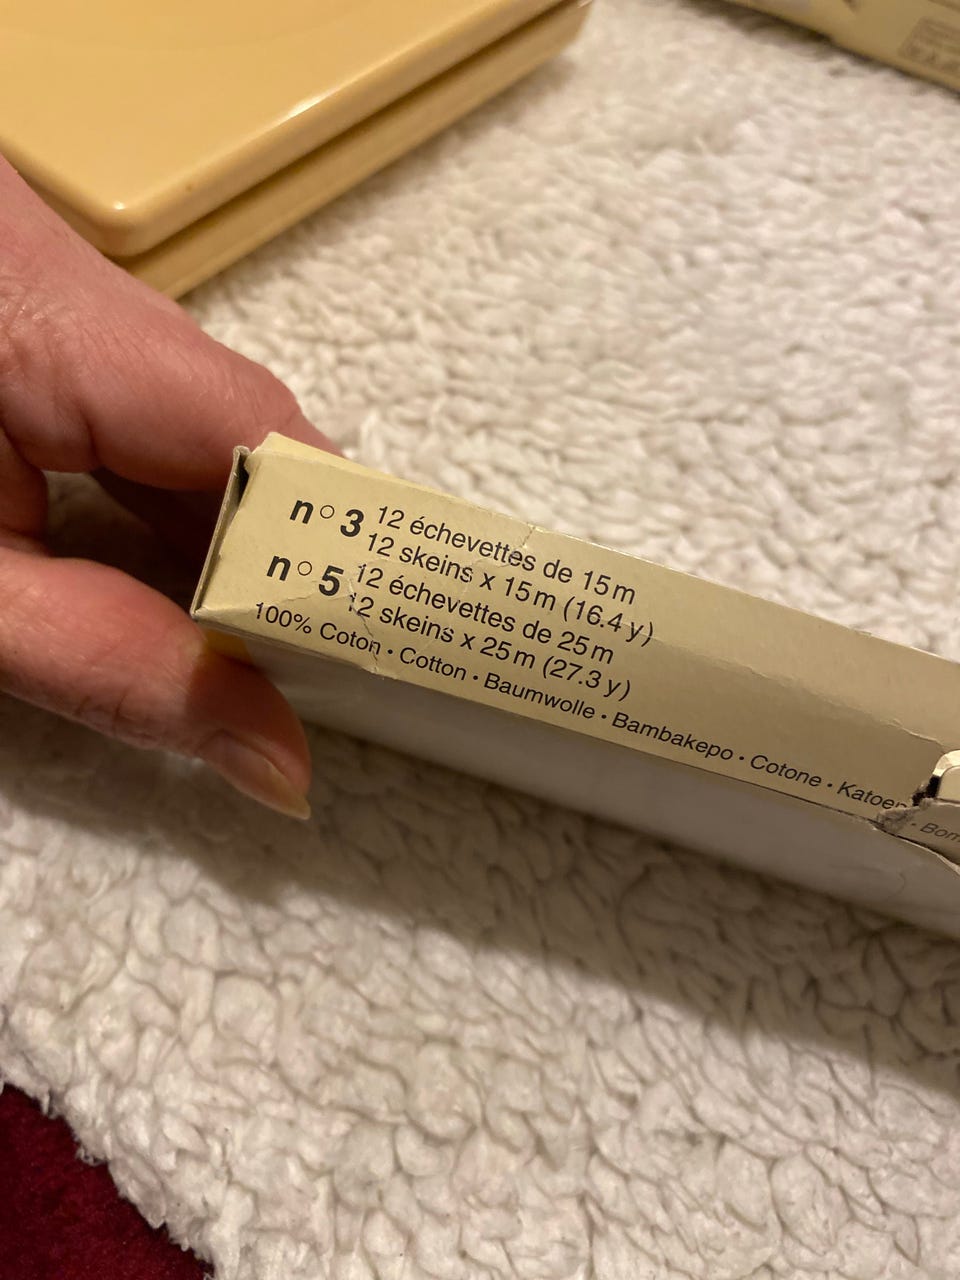 n° 3 12 échevettes de 15 m
12 skeins x 15 m (16.4 y)
n° 5 12 échevettes de 25 m
12 skeins x 25 m (27.3 y)
100% Coton • Cotton • Baumwolle • Bambakepo • Cotone •